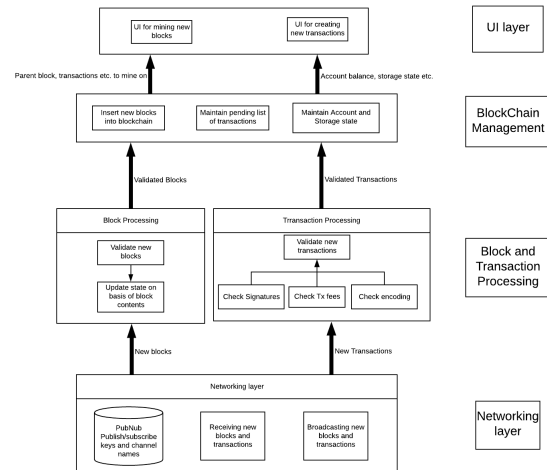 UI for mining new
blocks
UI for creating
new transactions
UI layer
Parent block, transactions etc. to mine on
Account balance, storage state etc.
Insert new blocks
into blockchain
Maintain pending list
of transactions
Maintain Account and
Storage state
BlockChain
Management
Validated Blocks
Validated Transactions
Block Processing
Trransaction Processing
Validate new
blocks
Update state on
basis of block
contents
Validate new
transactions
Check Signatures
Check Tx fees
Check encoding
Block and
Transaction
Processing
New blocks
New Transactions
Networking layer
PubNub
Publish/subscribe
keys and channel
names
Receiving new
blocks and
transactions
Broadcasting new
blocks and
transactions
Networking
layer